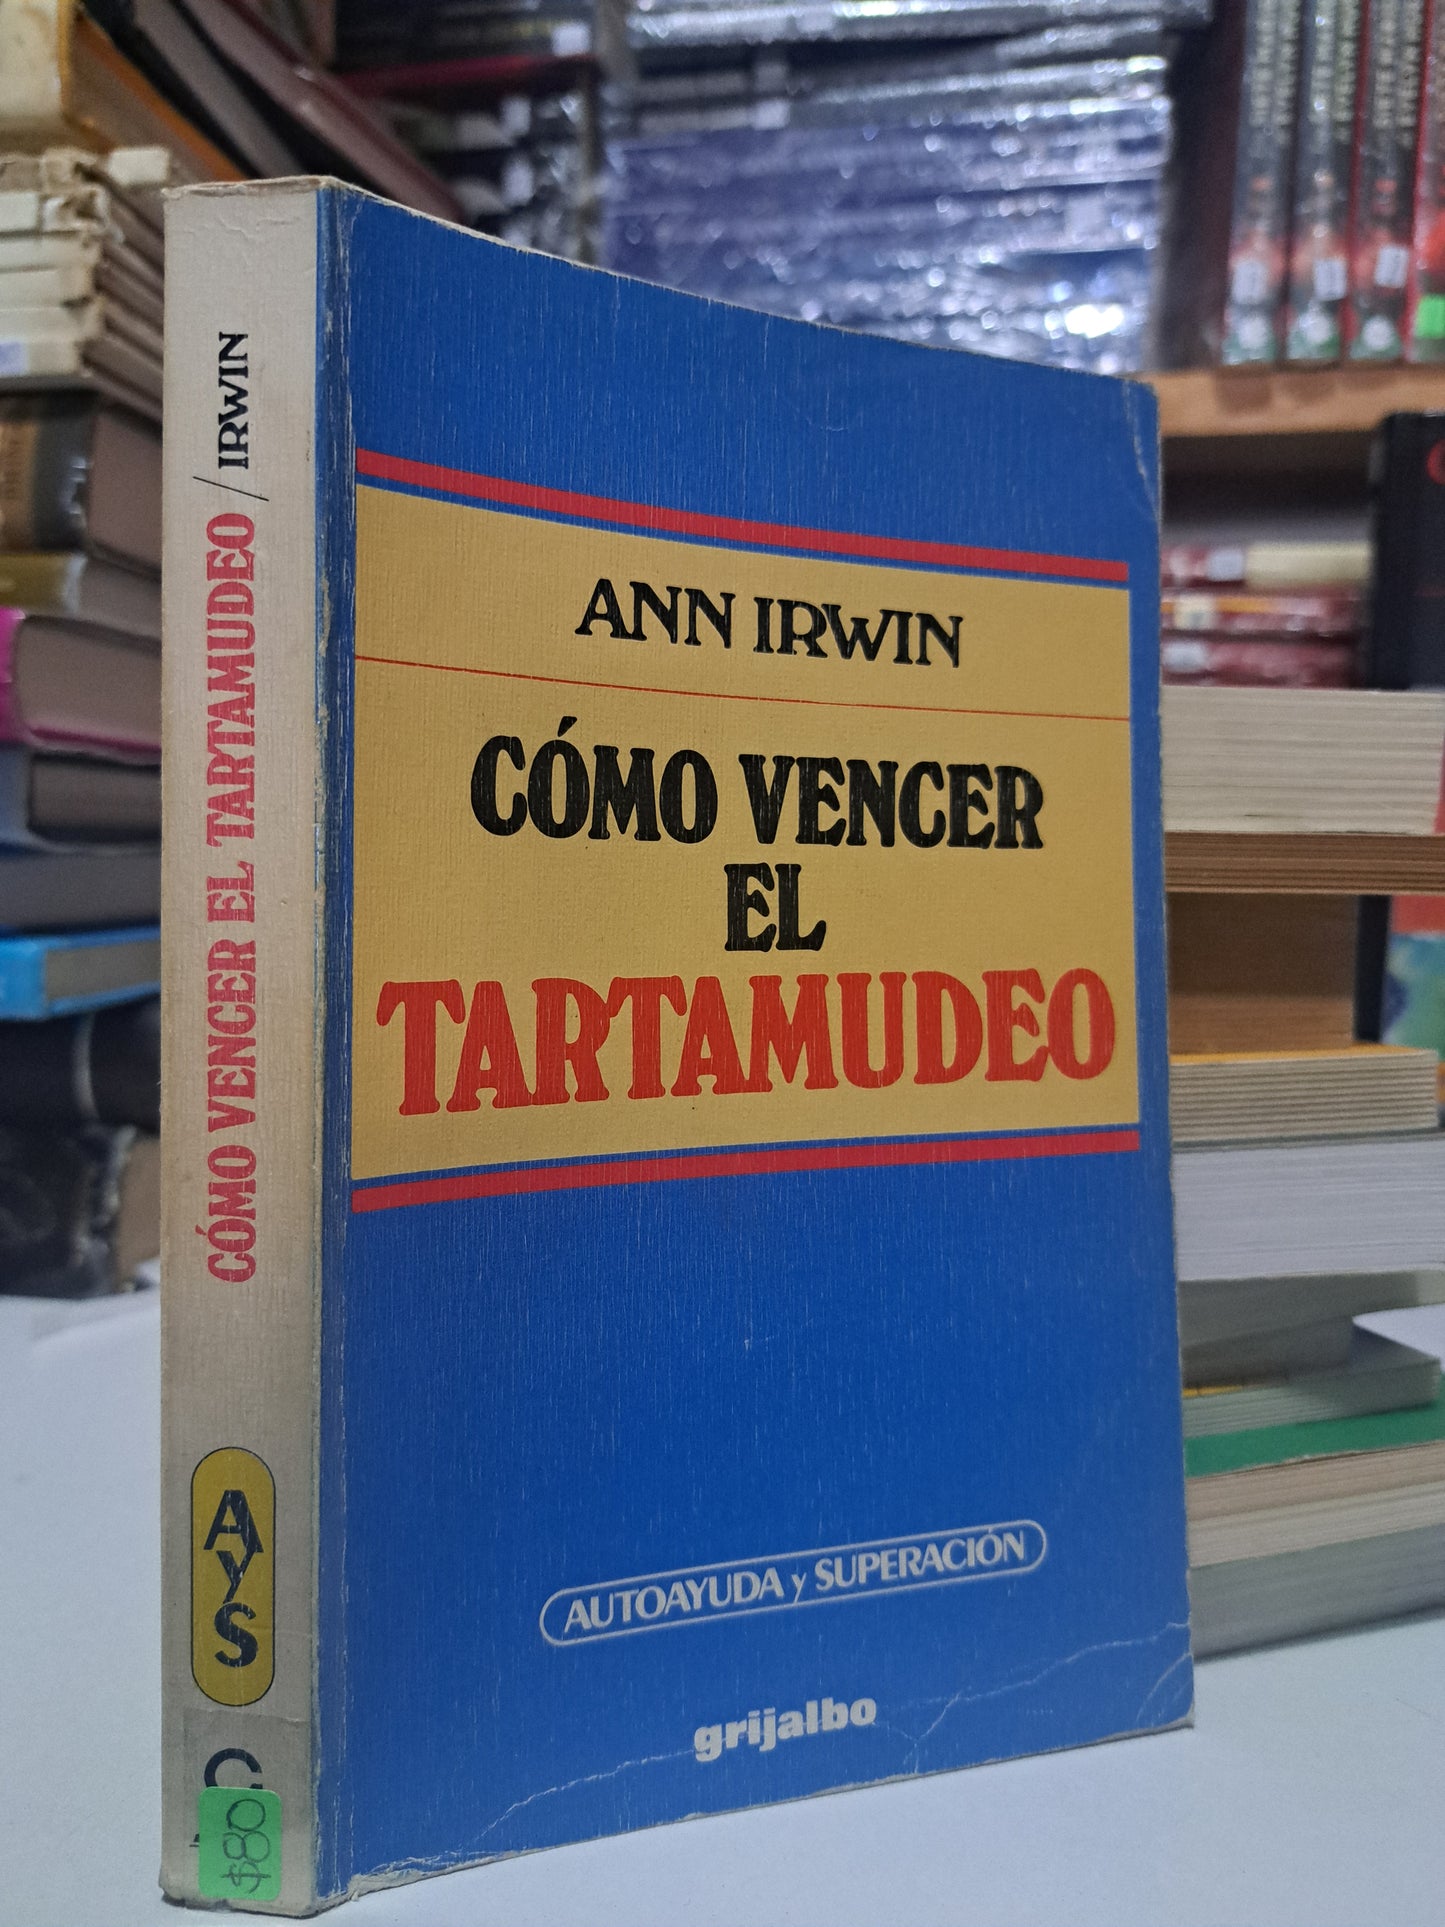 CÓMO VENCER EL TARTAMUDEO / IRWIN
AYS
$80
ANN IRWIN
CÓMO VENCER
EL
TARTAMUDEO
AUTOAYUDA y SUPERACIÓN
grijalbo